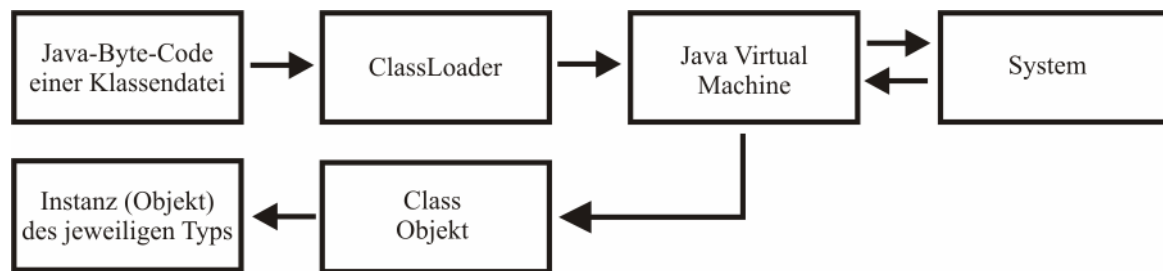 Java-Byte-Code
einer Klassendatei
ClassLoader
Java Virtual
Machine
System
Instanz (Objekt)
des jeweiligen Typs
Class
Objekt